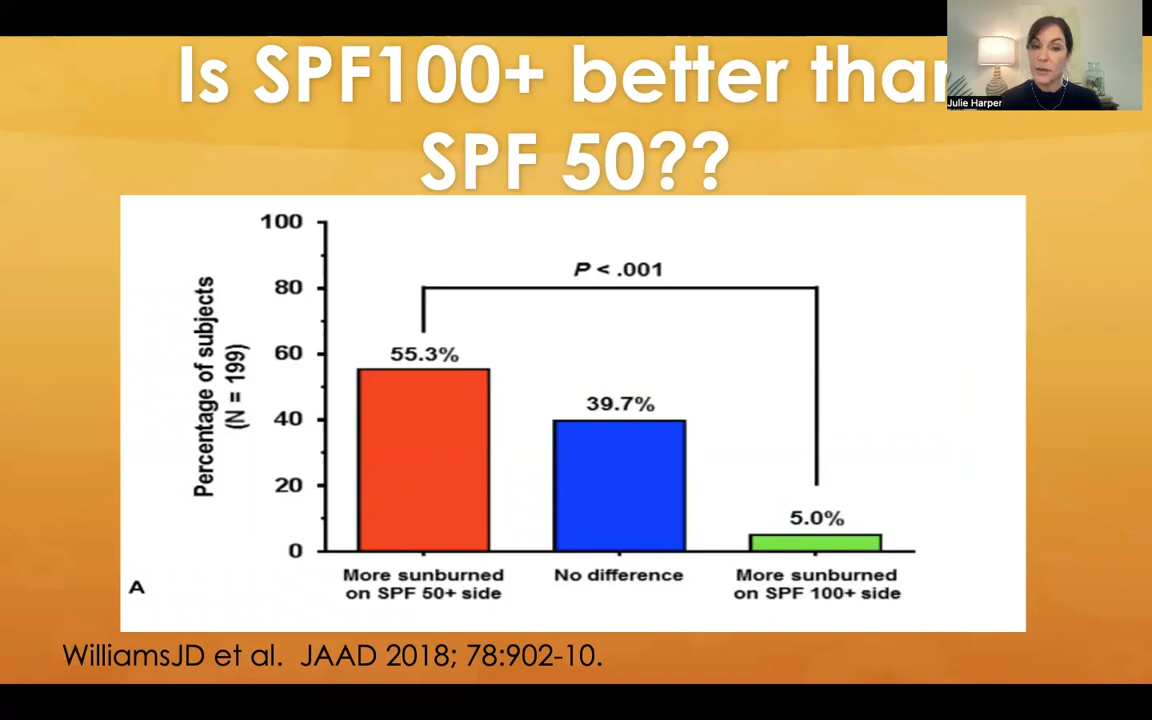 Is SPF100+ better than
SPF 50??
Julie Harper
100
80
60
40
20
0
Percentage of subjects
(N = 199)
P < .001
55.3%
39.7%
5.0%
More sunburned
on SPF 50+ side
No difference
More sunburned
on SPF 100+ side
A
WilliamsJD et al.  JAAD 2018; 78:902-10.